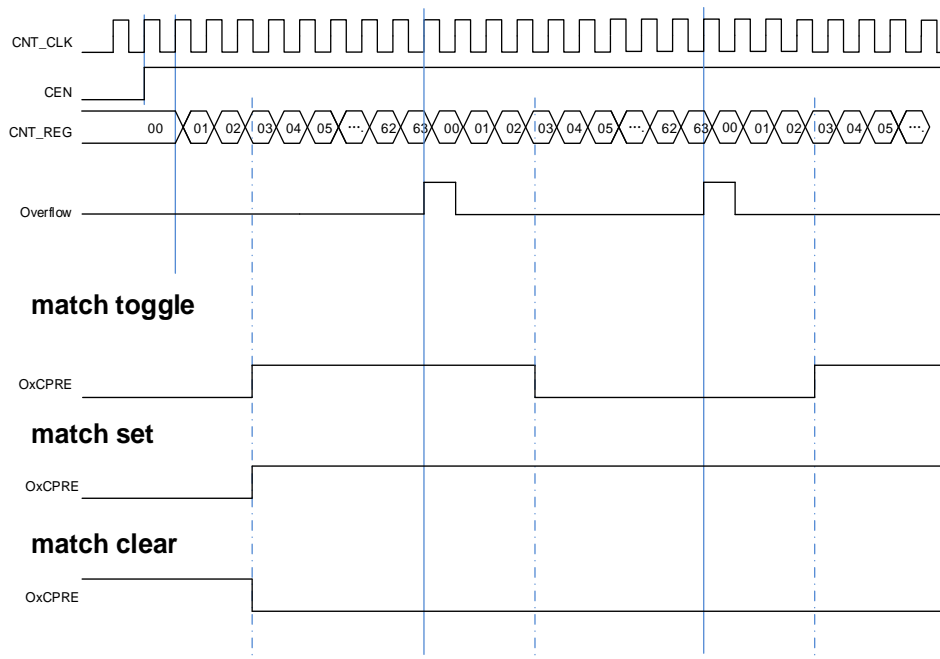 CNT_CLK
CEN
CNT_REG 00 01 02 03 04 05 ... 62 63 00 01 02 03 04 05 ... 62 63 00 01 02 03 04 05 ...
Overflow
match toggle
OxCPRE
match set
OxCPRE
match clear
OxCPRE